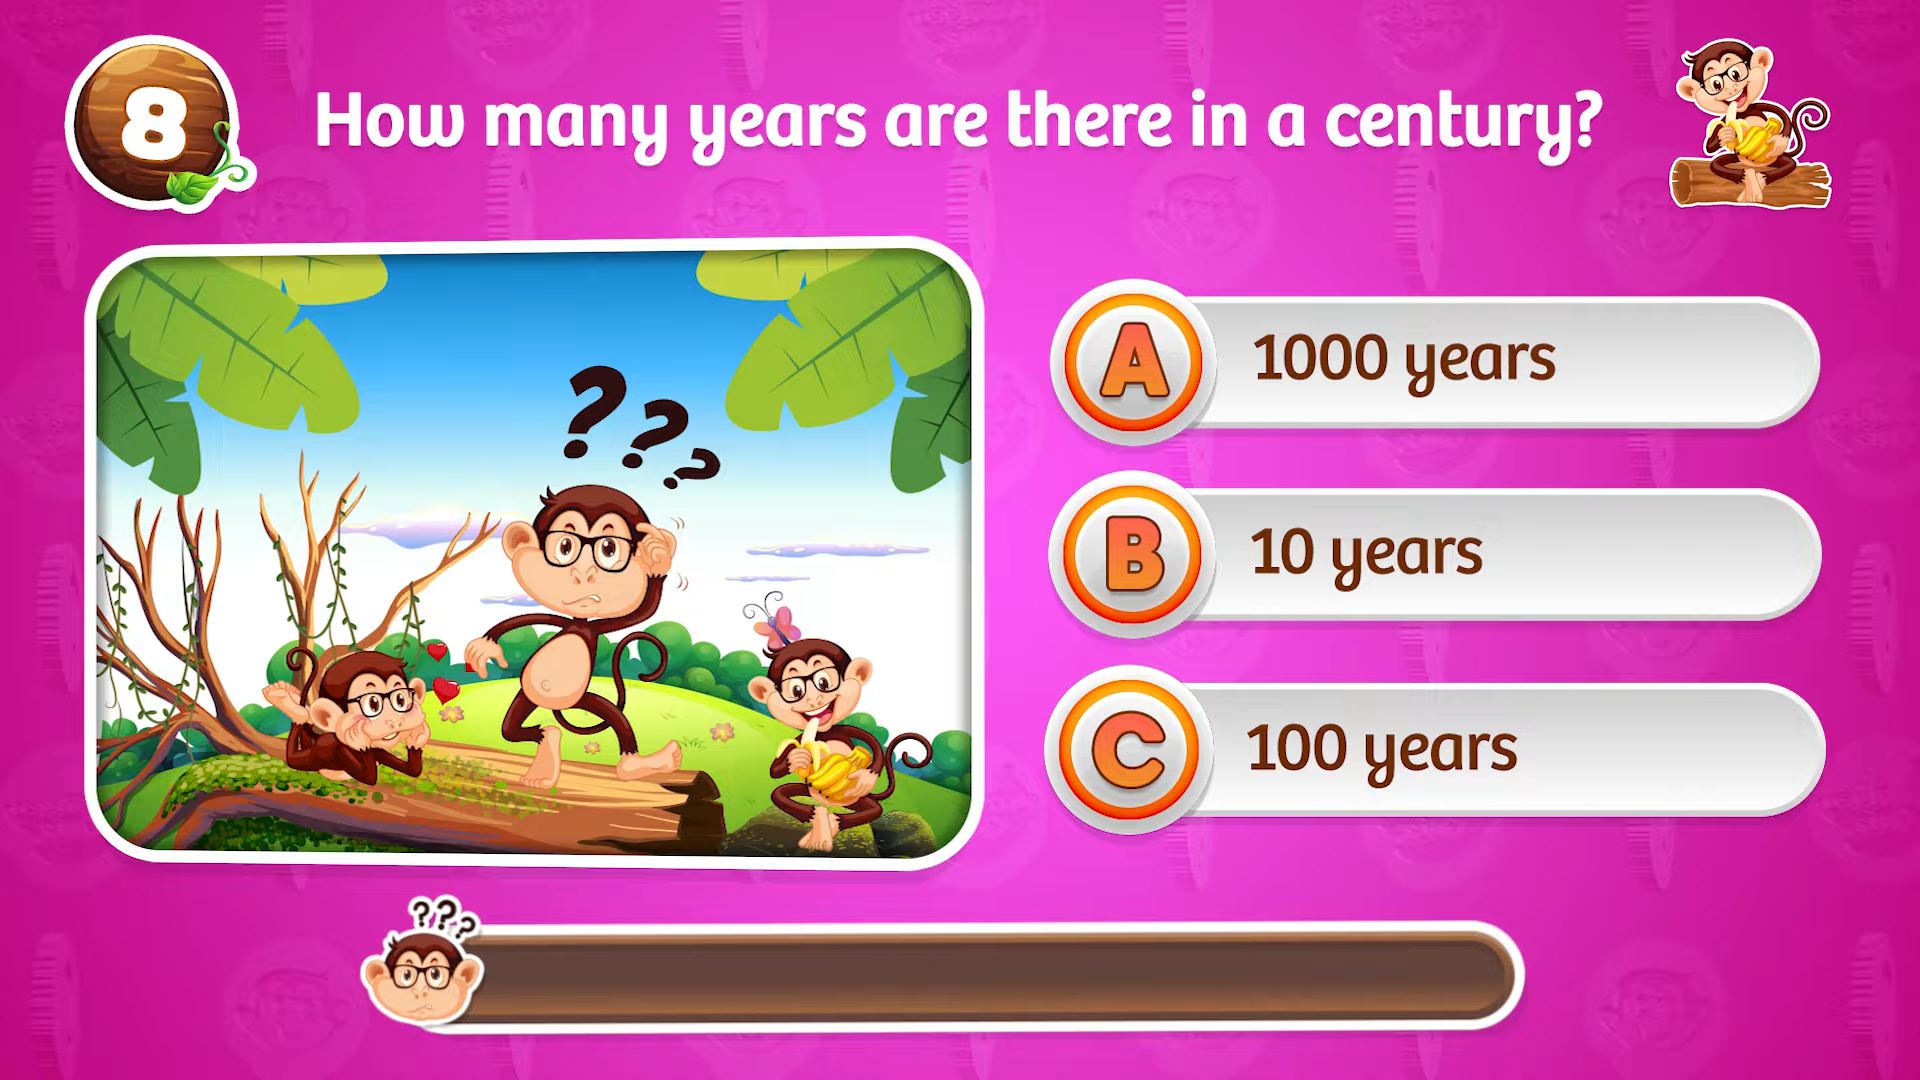 8
How many years are there in a century?
???
A
1000 years
B
10 years
C
100 years
???